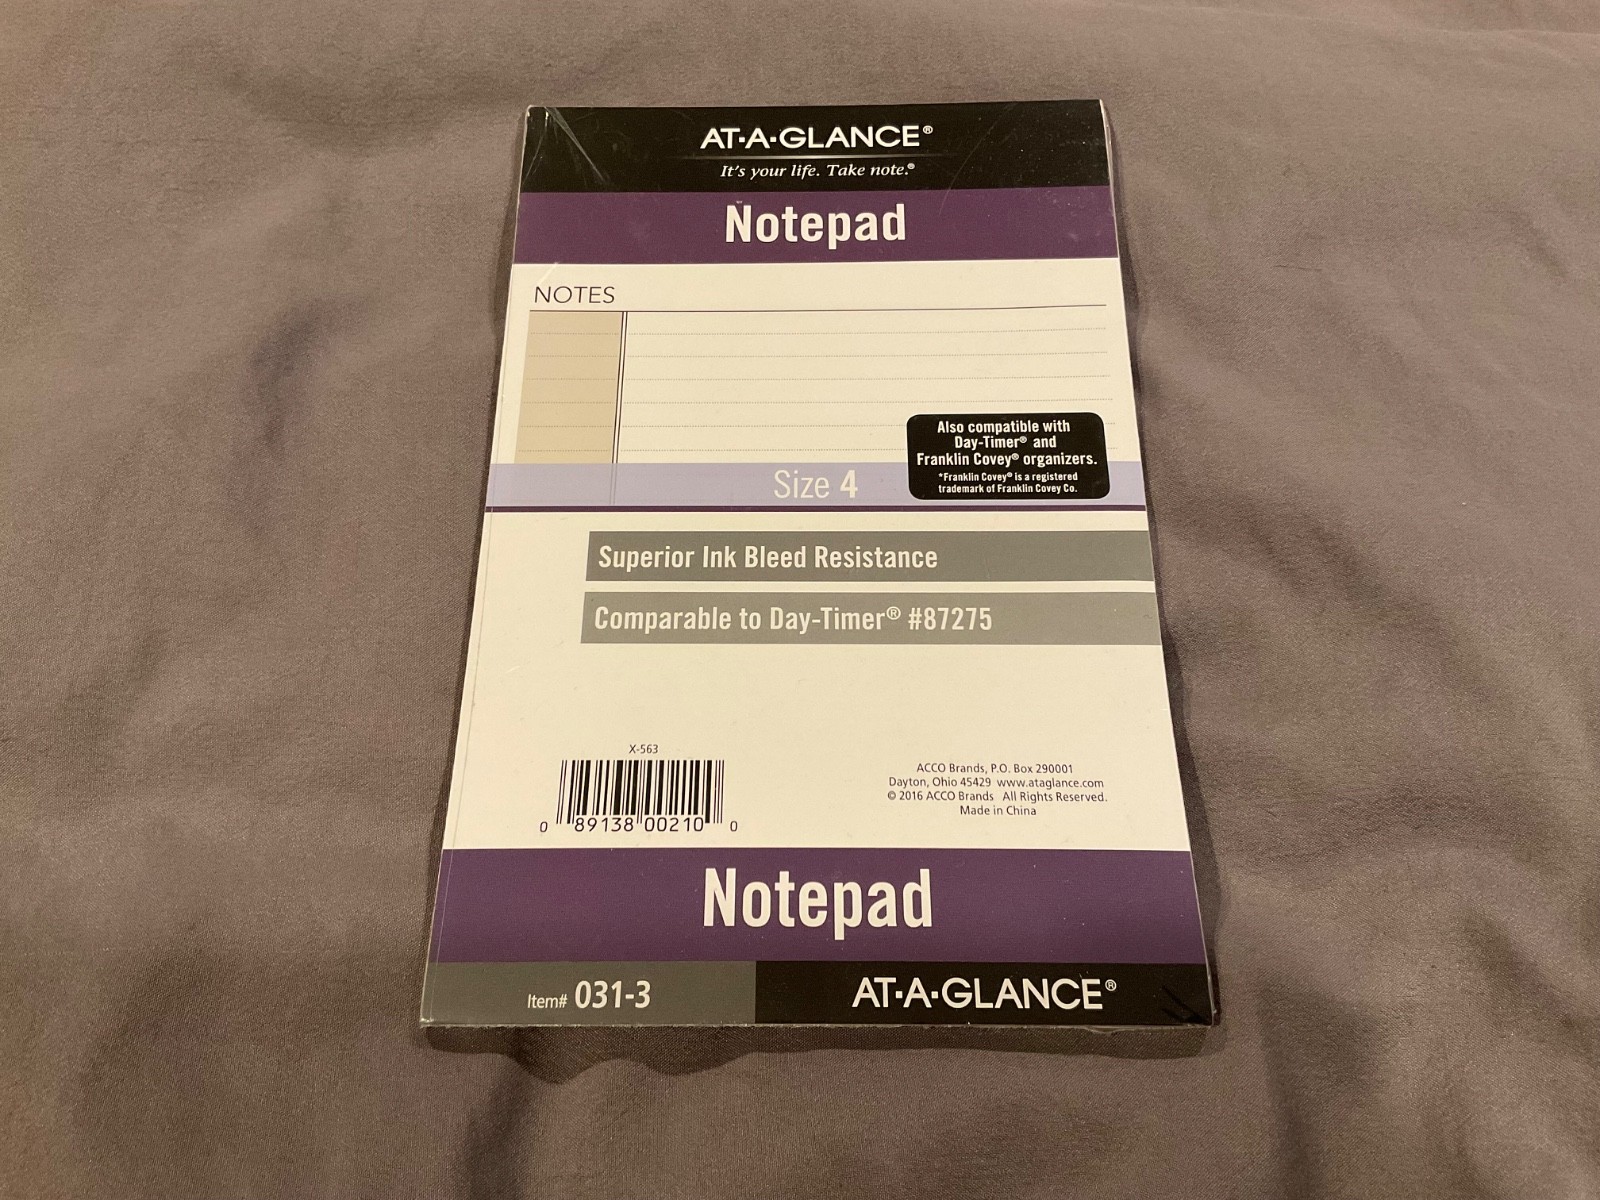 AT-A-GLANCE®
It's your life. Take note.®
Notepad
NOTES
Also compatible with
Day-Timer® and
Franklin Covey® organizers.
*Franklin Covey® is a registered
trademark of Franklin Covey Co.
Size 4
Superior Ink Bleed Resistance
Comparable to Day-Timer® #87275
X-563
0 89138 00210 0
ACCO Brands, P.O. Box 290001
Dayton, Ohio 45429 www.ataglance.com
© 2016 ACCO Brands All Rights Reserved.
Made in China
Notepad
Item# 031-3
AT-A-GLANCE®